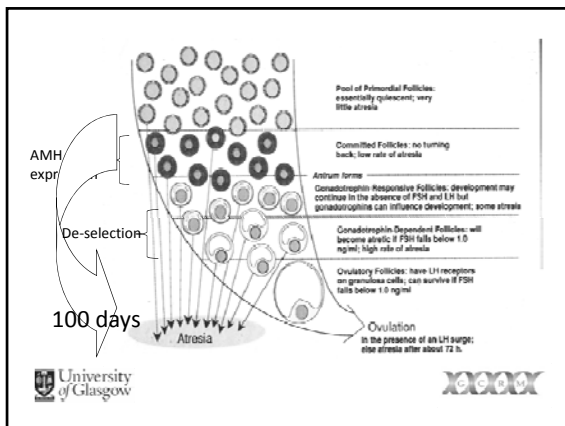 Pool of Primordial Follicles:
essentially quiescent; very
little atresia
Committed Follicles: no turning
back; low rate of atresia
AMH
Antrum forms
Gonadotrophin-Responsive Follicles: development may
continue in the absence of FSH and LH but
gonadotrophins can influence development; some atresia
De-selection
Gonadotrophin-Dependent Follicles: will
become atretic if FSH falls below 1.0
ng/ml; high rate of atresia
Ovulatory Follicles: have LH receptors
on granulosa cells; can survive if FSH
falls below 1.0 ng/ml
100 days
Atresia
Ovulation
In the presence of an LH surge;
else atresia after about 72 h.
University
of Glasgow
G C R M